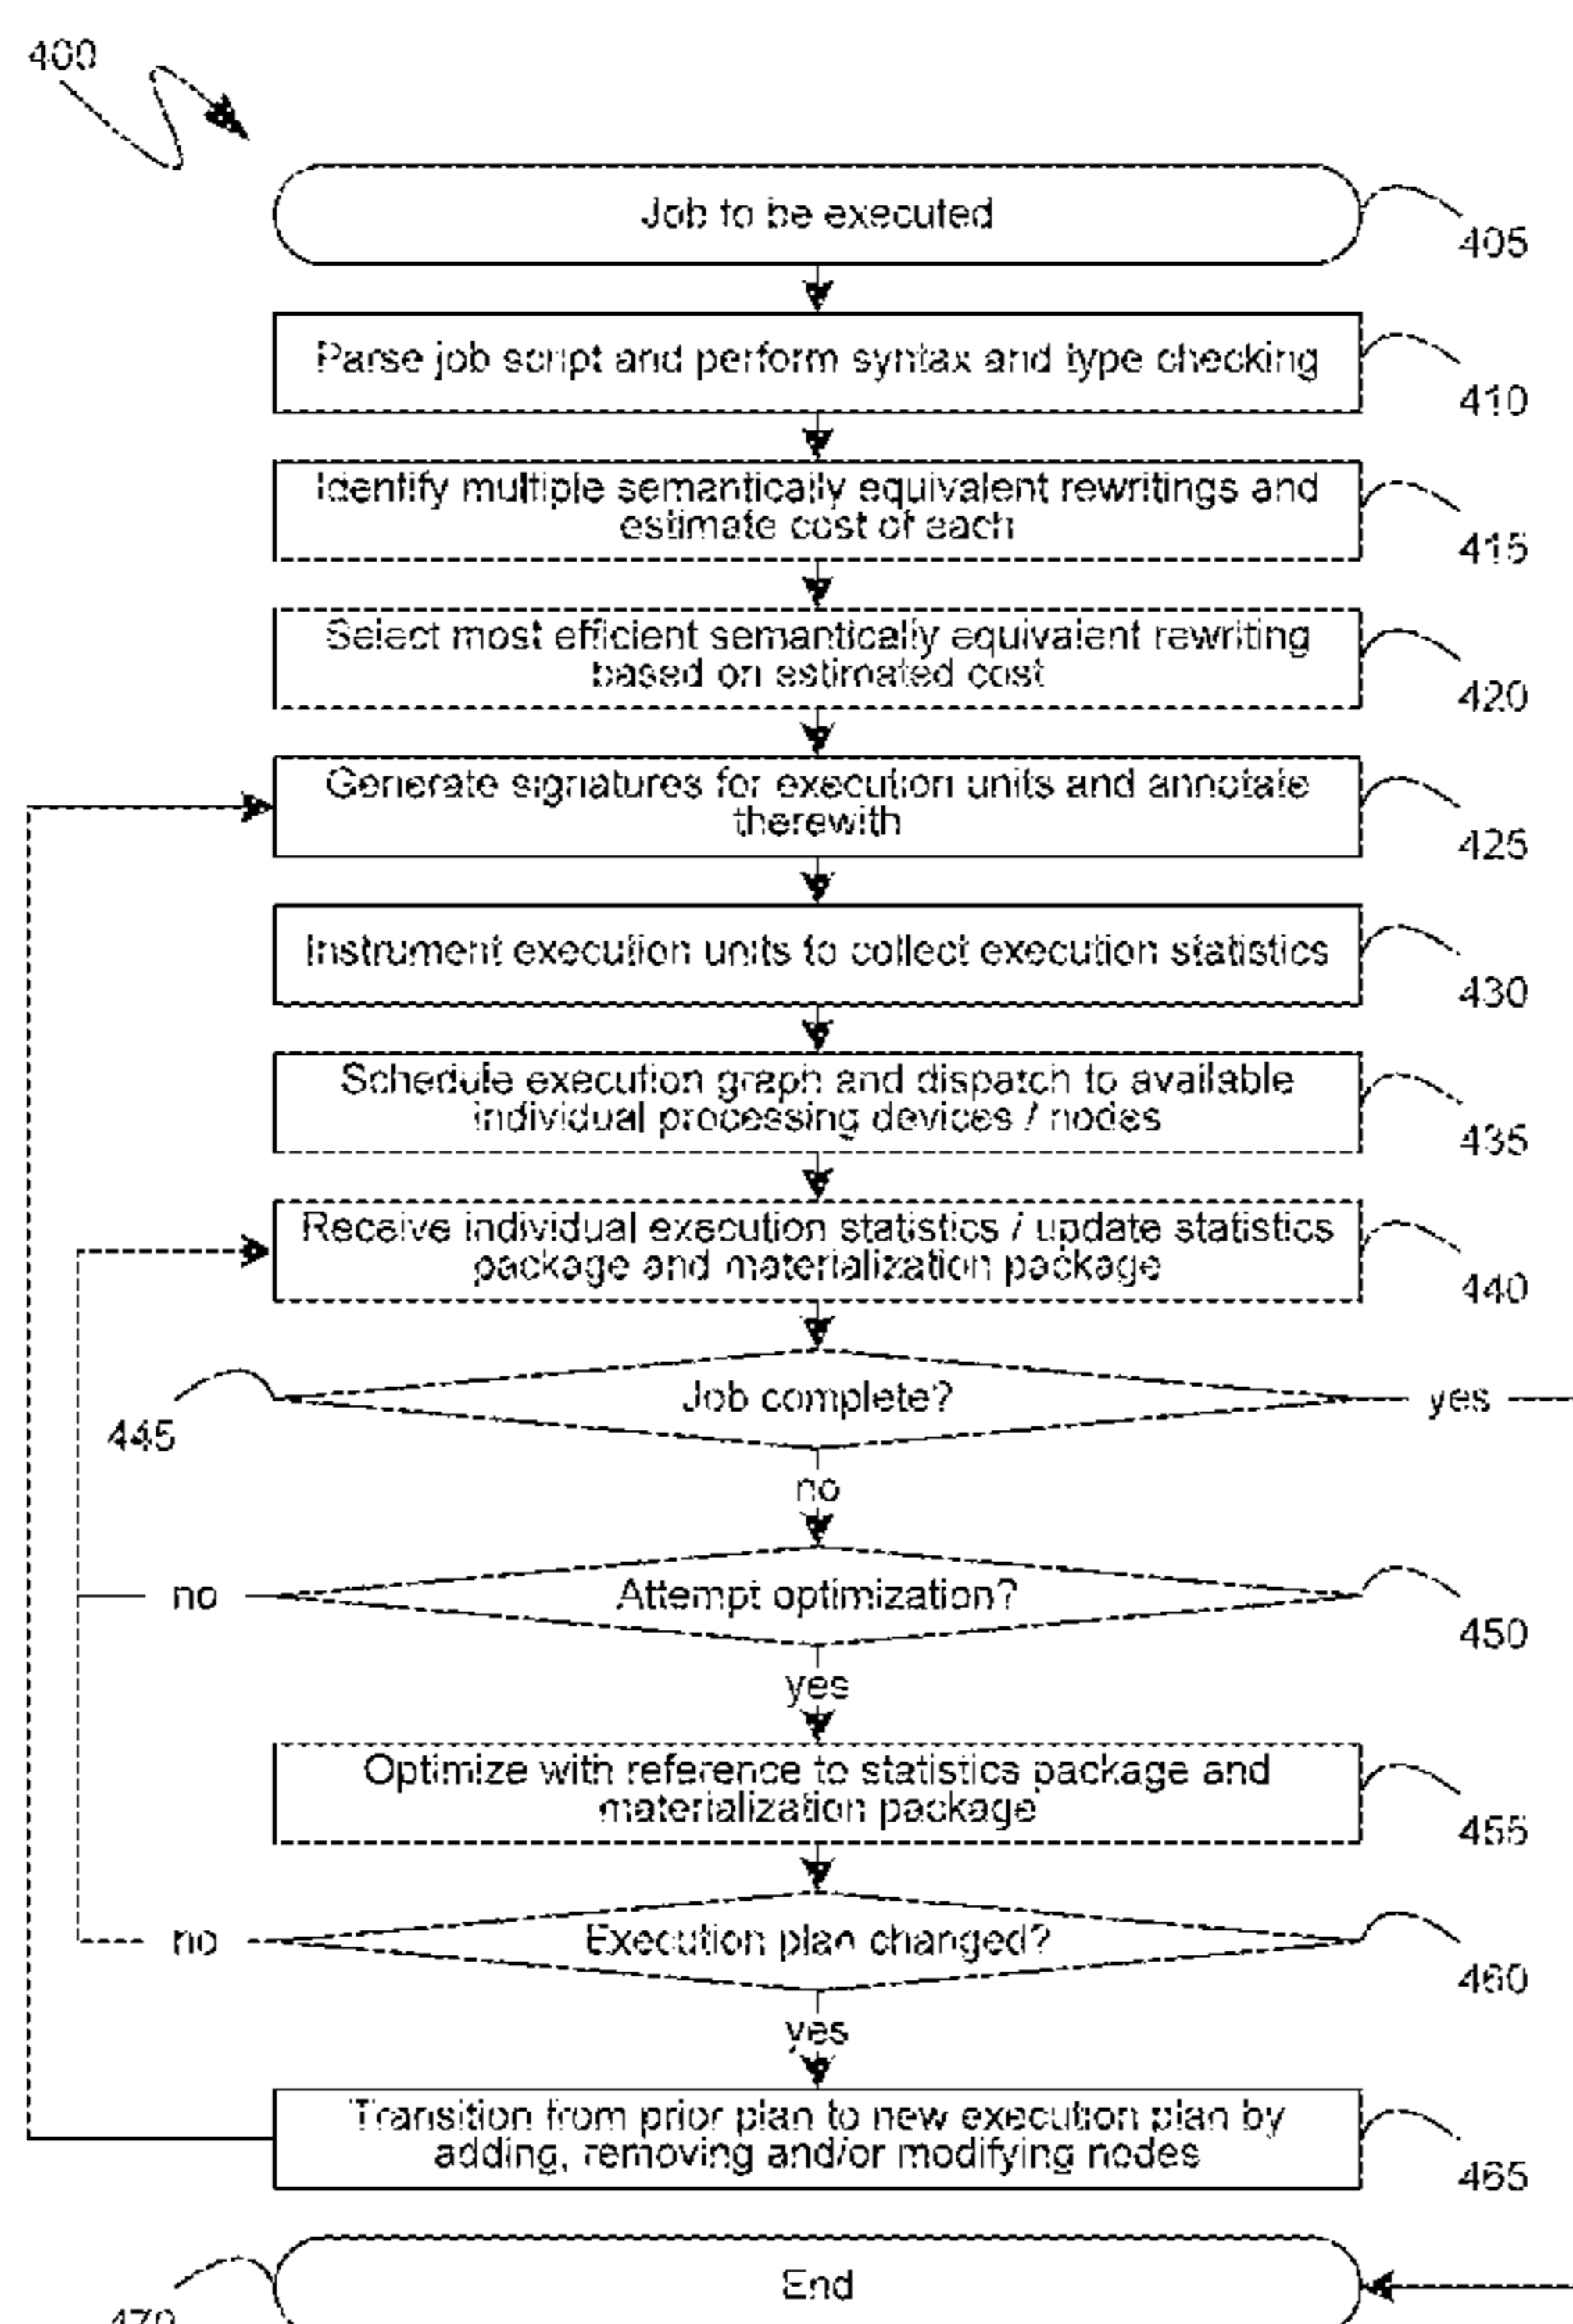 400
Job to be executed
405
Parse job script and perform syntax and type checking
410
Identify multiple semantically equivalent rewritings and
estimate cost of each
415
Select most efficient semantically equivalent rewriting
based on estimated cost
420
Generate signatures for execution units and annotate
therewith
425
Instrument execution units to collect execution statistics
430
Schedule execution graph and dispatch to available
individual processing devices / nodes
435
Receive individual execution statistics / update statistics
package and materialization package
440
Job complete?
yes
445
no
no
Attempt optimization?
450
yes
Optimize with reference to statistics package and
materialization package
455
no
Execution plan changed?
460
yes
Transition from prior plan to new execution plan by
adding, removing and/or modifying nodes
465
End
470